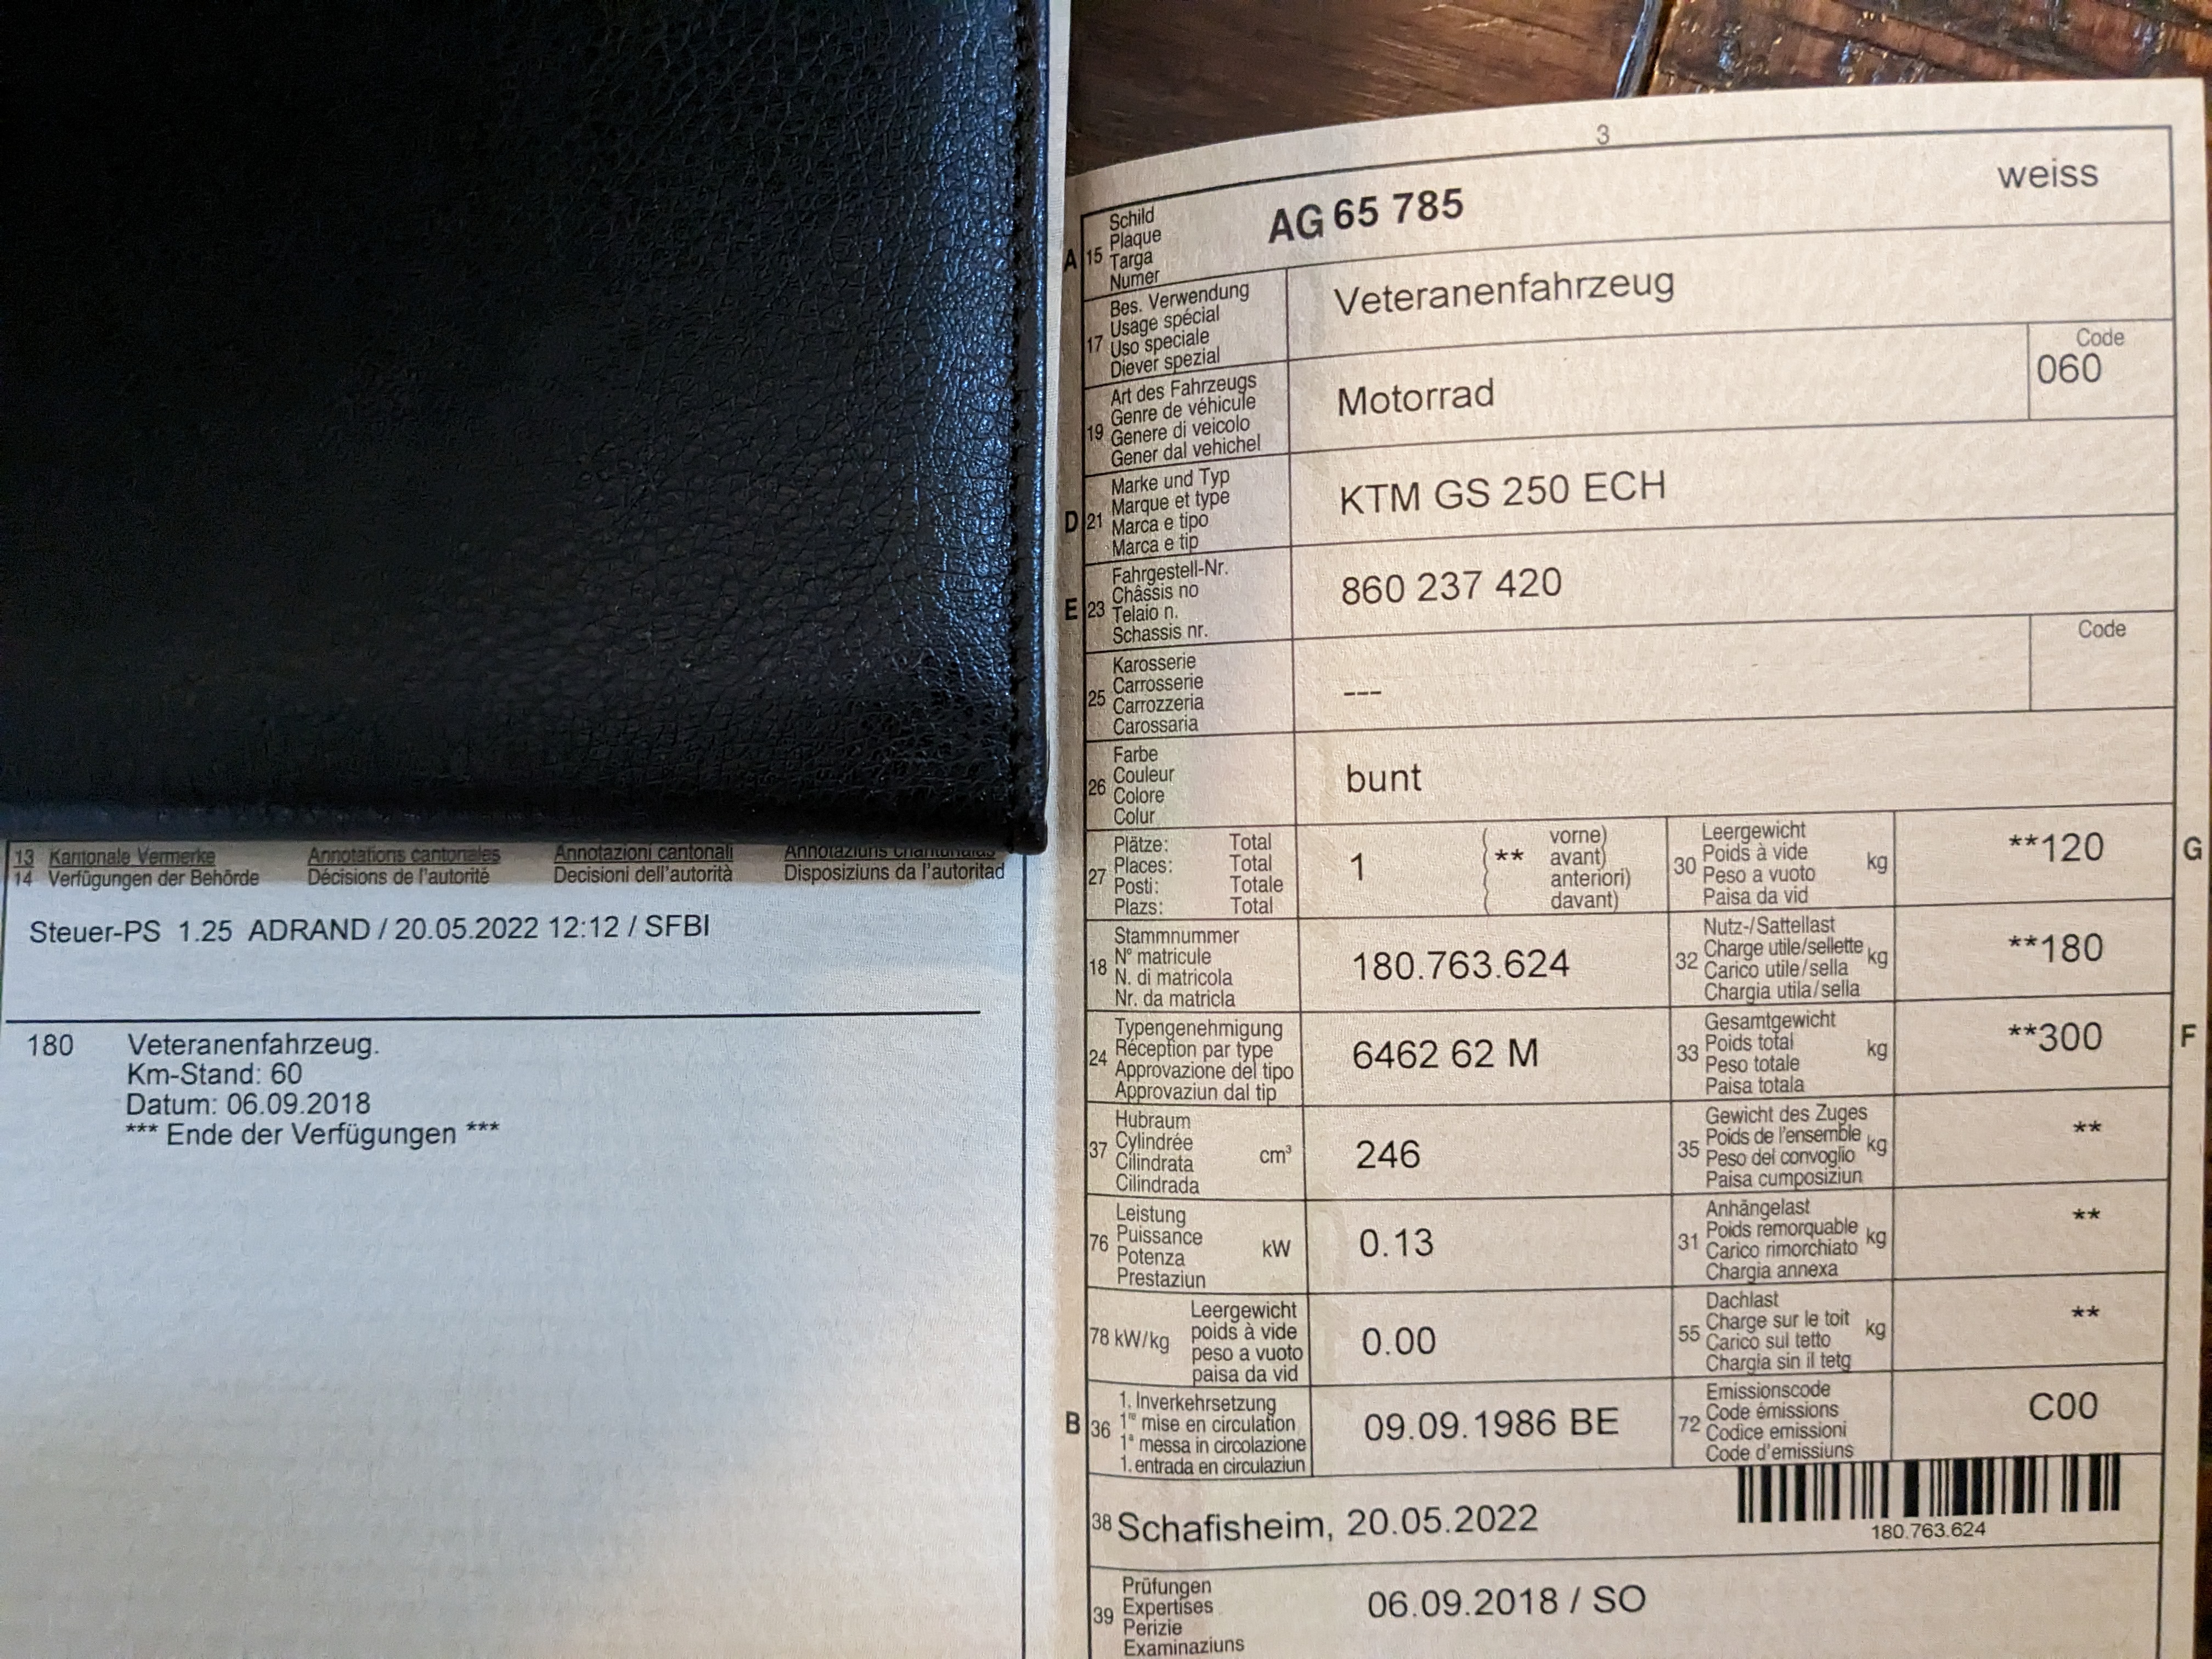 13 Kantonale Vermerke Annotations cantonales Annotazioni cantonali Annotaziuns chantunalas
14 Verfügungen der Behörde Décisions de l'autorité Decisioni dell'autorità Disposiziuns da l'autoritad
Steuer-PS 1.25 ADRAND / 20.05.2022 12:12 / SFBI
180 Veteranenfahrzeug.
Km-Stand: 60
Datum: 06.09.2018
*** Ende der Verfügungen ***
3
A 15 Schild
Plaque
Targa
Numer
AG 65 785 weiss
17 Bes. Verwendung
Usage spécial
Uso speciale
Diever spezial
Veteranenfahrzeug
19 Art des Fahrzeugs
Genre de véhicule
Genere di veicolo
Gener dal vehichel
Motorrad
Code
060
D 21 Marke und Typ
Marque et type
Marca e tipo
Marca e tip
KTM GS 250 ECH
E 23 Fahrgestell-Nr.
Châssis no
Telaio n.
Schassis nr.
860 237 420
25 Karosserie
Carrosserie
Carrozzeria
Carossaria
---
Code
26 Farbe
Couleur
Colore
Colur
bunt
27 Plätze: Total
Places: Total
Posti: Totale
Plazs: Total
1
** vorne)
avant)
anteriori)
davant)
30 Leergewicht
Poids à vide
Peso a vuoto
Paisa da vid
kg
**120 G
18 Stammnummer
N° matricule
N. di matricola
Nr. da matricla
180.763.624
32 Nutz-/Sattellast
Charge utile/sellette
Carico utile/sella
Chargia utila/sella
kg
**180
24 Typengenehmigung
Réception par type
Approvazione del tipo
Approvaziun dal tip
6462 62 M
33 Gesamtgewicht
Poids total
Peso totale
Paisa totala
kg
**300 F
37 Hubraum
Cylindrée
Cilindrata
Cilindrada
cm³
246
35 Gewicht des Zuges
Poids de l'ensemble
Peso del convoglio
Paisa cumposiziun
kg
**
76 Leistung
Puissance
Potenza
Prestaziun
kW
0.13
31 Anhängelast
Poids remorquable
Carico rimorchiato
Chargia annexa
kg
**
78 kW/kg
Leergewicht
poids à vide
peso a vuoto
paisa da vid
0.00
55 Dachlast
Charge sur le toit
Carico sul tetto
Chargia sin il tetg
kg
**
B 36 1. Inverkehrsetzung
1re mise en circulation
1a messa in circolazione
1. entrada en circulaziun
09.09.1986 BE
72 Emissionscode
Code émissions
Codice emissioni
Code d'emissiuns
C00
38 Schafisheim, 20.05.2022
180.763.624
39 Prüfungen
Expertises
Perizie
Examinaziuns
06.09.2018 / SO